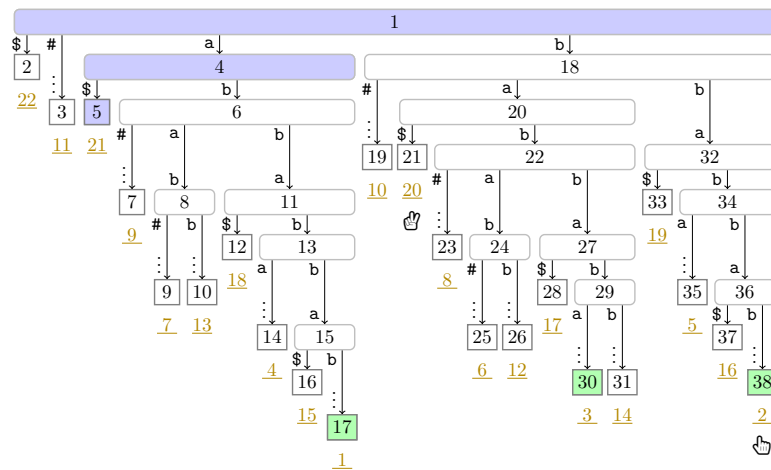 1
$ # a b
2 4 18
$ b # a b
22
3 5 6 20
# a b $ b a
11 21
19 21 22 32
b a # a b $ a b
10 20
7 8 11 33 34
# b $ b b a
9 19
12 13 23 24 27
a b # b $ b a
18 8
9 10 28 29 35 36
a a b $ b
7 13 17 5
14 15 25 26 37
$ b
4 6 12 16
16 30 31 38
15 3 14 2
17
1